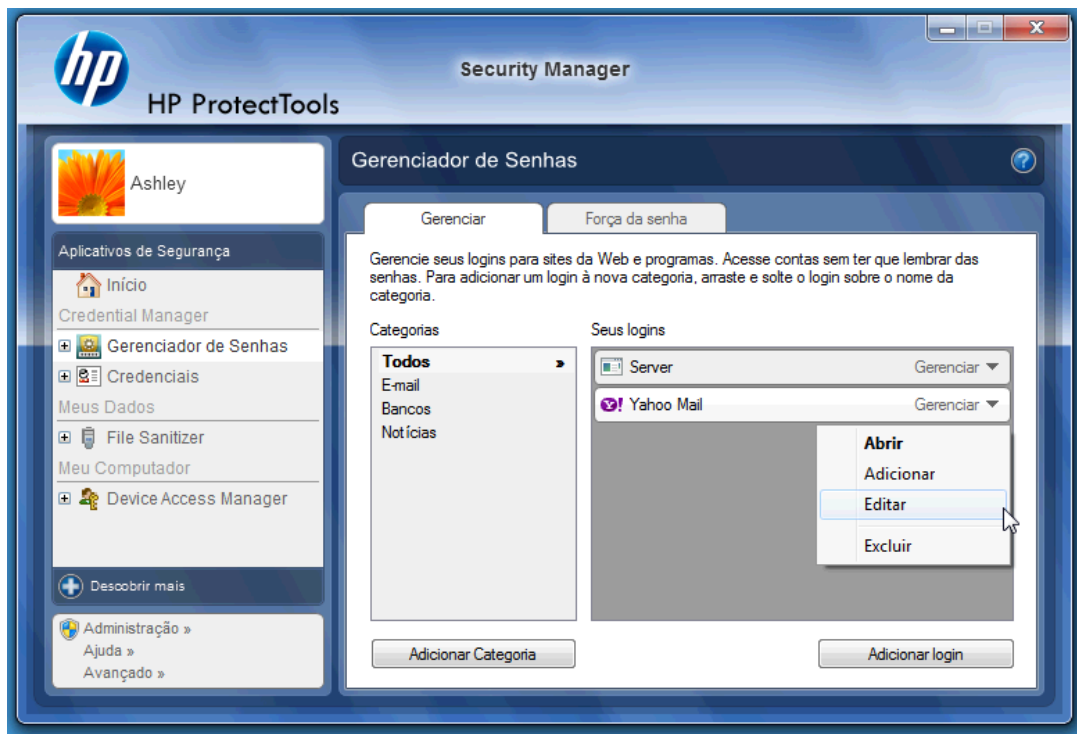 hp
Security Manager
HP ProtectTools
Ashley
Aplicativos de Segurança
Início
Credential Manager
Gerenciador de Senhas
Credenciais
Meus Dados
File Sanitizer
Meu Computador
Device Access Manager
Descobrir mais
Administração »
Ajuda »
Avançado »
Gerenciador de Senhas
?
Gerenciar
Força da senha
Gerencie seus logins para sites da Web e programas. Acesse contas sem ter que lembrar das
senhas. Para adicionar um login à nova categoria, arraste e solte o login sobre o nome da
categoria.
Categorias
Todos »
E-mail
Bancos
Notícias
Seus logins
Server Gerenciar
Y! Yahoo Mail Gerenciar
Abrir
Adicionar
Editar
Excluir
Adicionar Categoria
Adicionar login